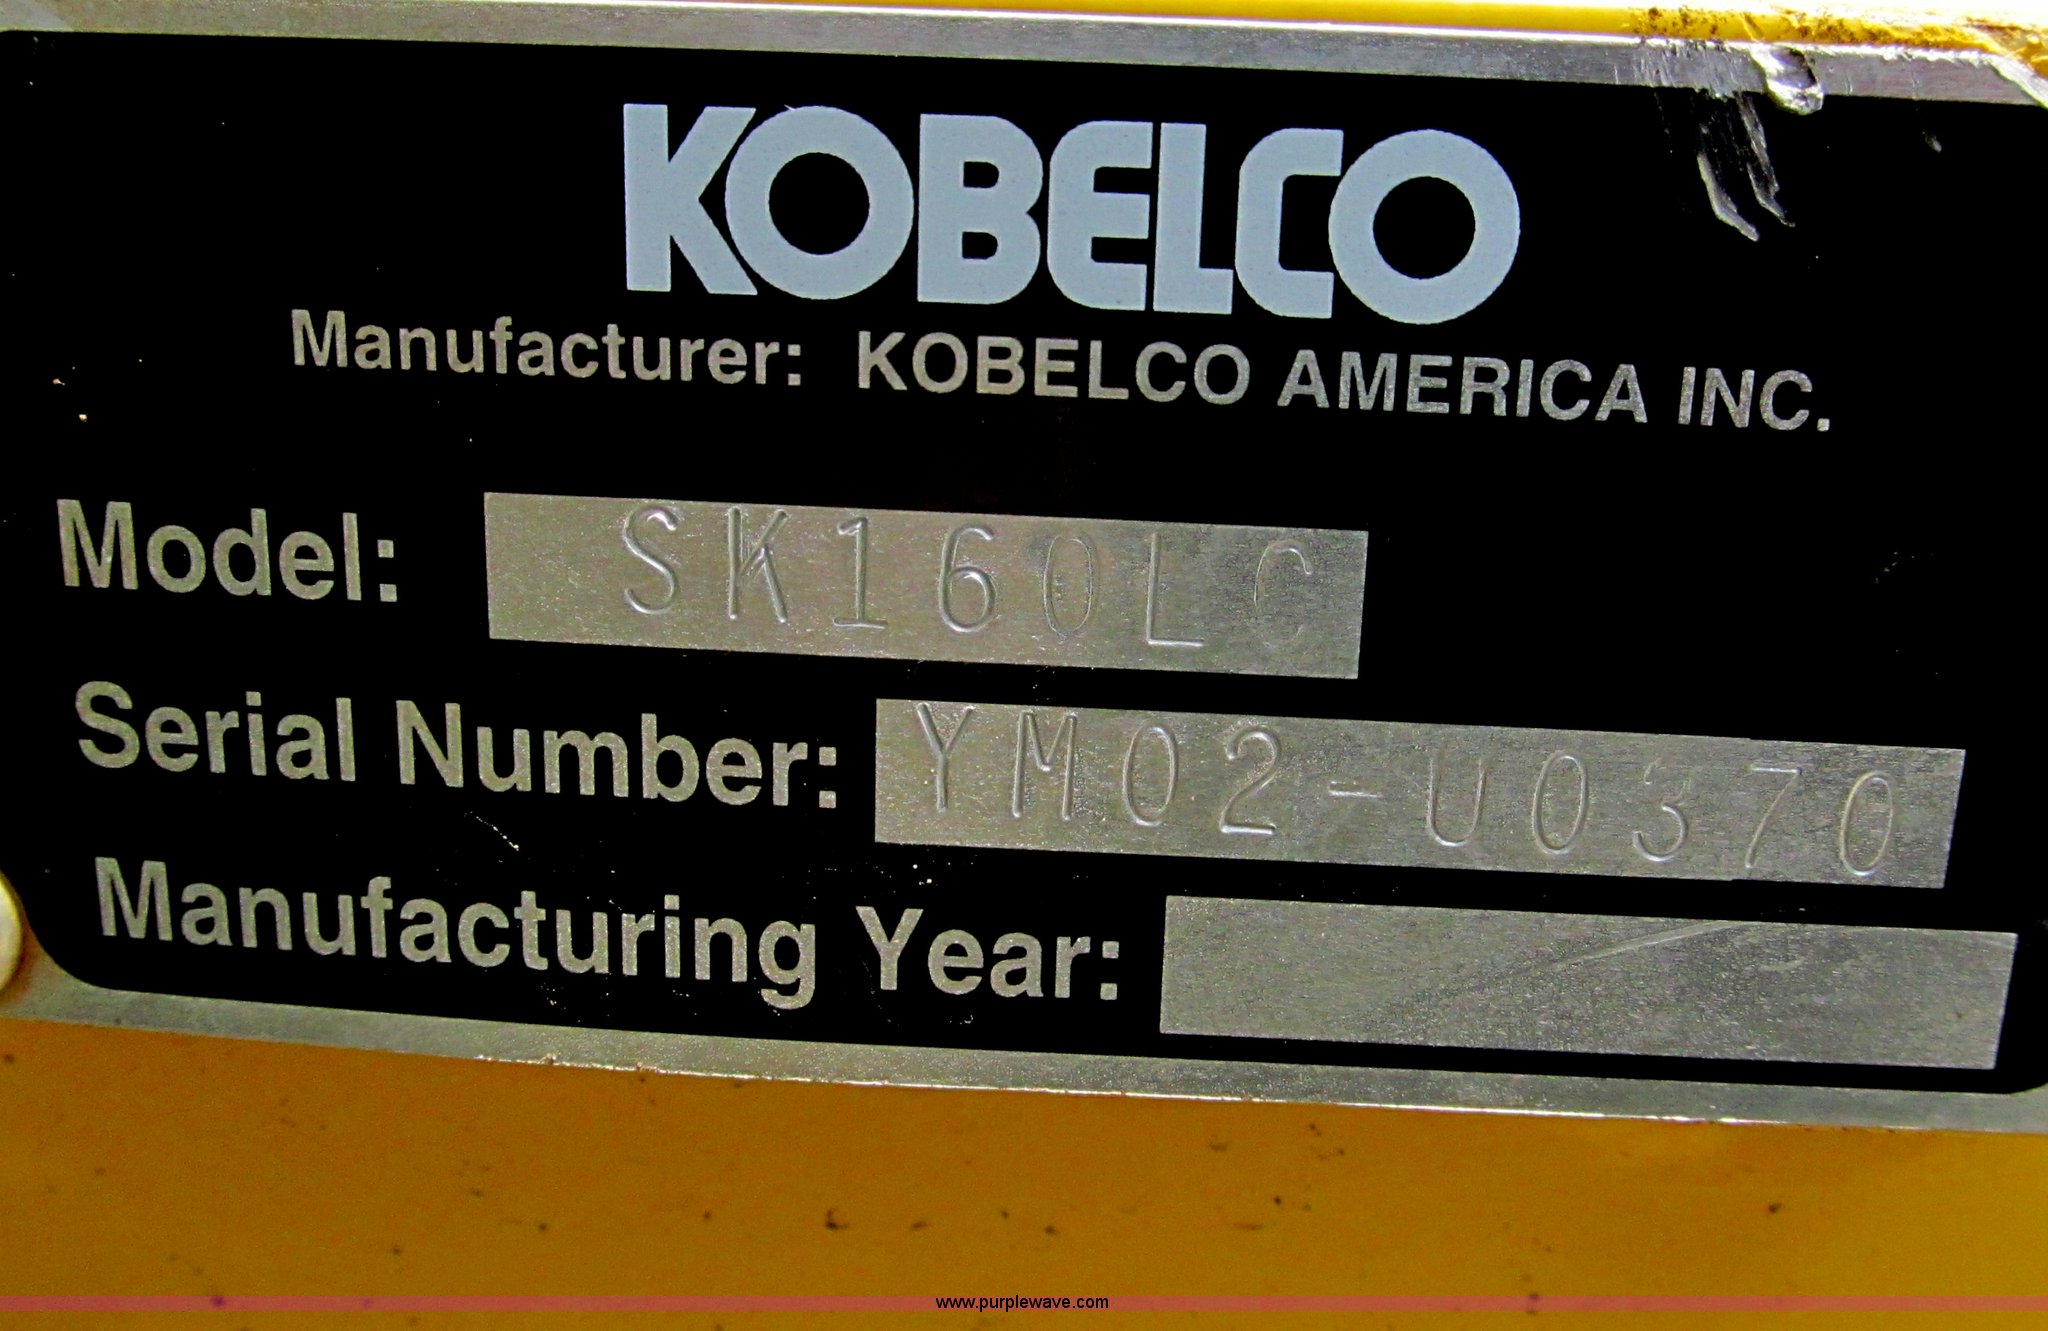 KOBELCO
Manufacturer: KOBELCO AMERICA INC.
Model: SK160LC
Serial Number: YM02-U0370
Manufacturing Year:
www.purplewave.com